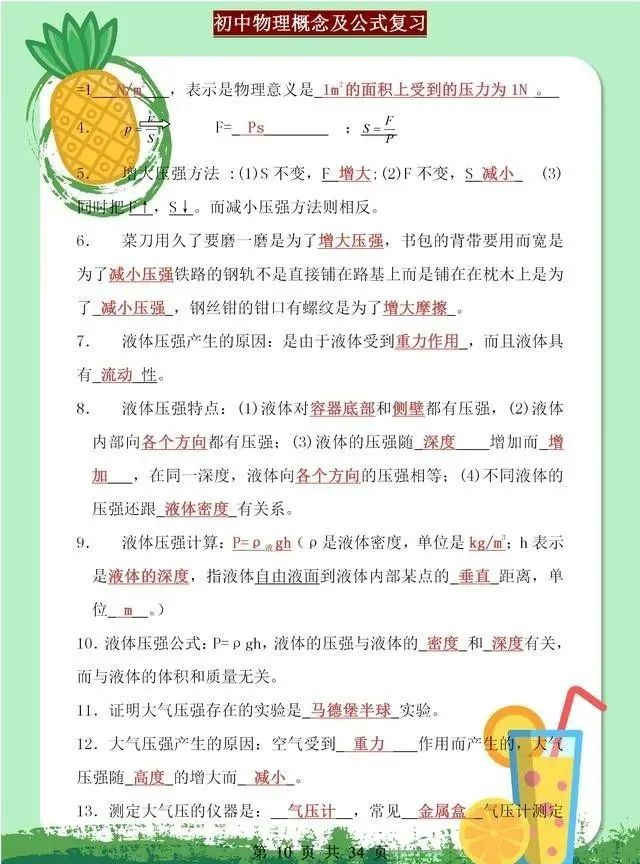 初中物理概念及公式复习
=1 N/m² ,表示是物理意义是 1m²的面积上受到的压力为1N 。
4. p=F/S F= Ps ;S=F/P
5. 增大压强方法 :(1)S不变,F 增大;(2)F不变,S 减小 (3)
同时把F↑,S↓。而减小压强方法则相反。
6. 菜刀用久了要磨一磨是为了增大压强,书包的背带要用而宽是
为了减小压强铁路的钢轨不是直接铺在路基上而是铺在在枕木上是为
了 减小压强 ,钢丝钳的钳口有螺纹是为了增大摩擦 。
7. 液体压强产生的原因:是由于液体受到重力作用 ,而且液体具
有 流动 性。
8. 液体压强特点:(1)液体对容器底部和侧壁都有压强,(2)液体
内部向各个方向都有压强;(3)液体的压强随 深度 增加而 增
加 ,在同一深度,液体向各个方向的压强相等;(4)不同液体的
压强还跟 液体密度 有关系。
9. 液体压强计算:P=ρ液gh(ρ是液体密度,单位是kg/m³;h表示
是液体的深度,指液体自由液面到液体内部某点的 垂直 距离,单
位 m 。)
10.液体压强公式:P=ρgh,液体的压强与液体的 密度 和 深度有关,
而与液体的体积和质量无关。
11.证明大气压强存在的实验是 马德堡半球 实验。
12.大气压强产生的原因:空气受到 重力 作用而产生的,大气
压强随 高度 的增大而 减小 。
13.测定大气压的仪器是: 气压计 ,常见 金属盒 气压计测定
第 10 页 共 34 页